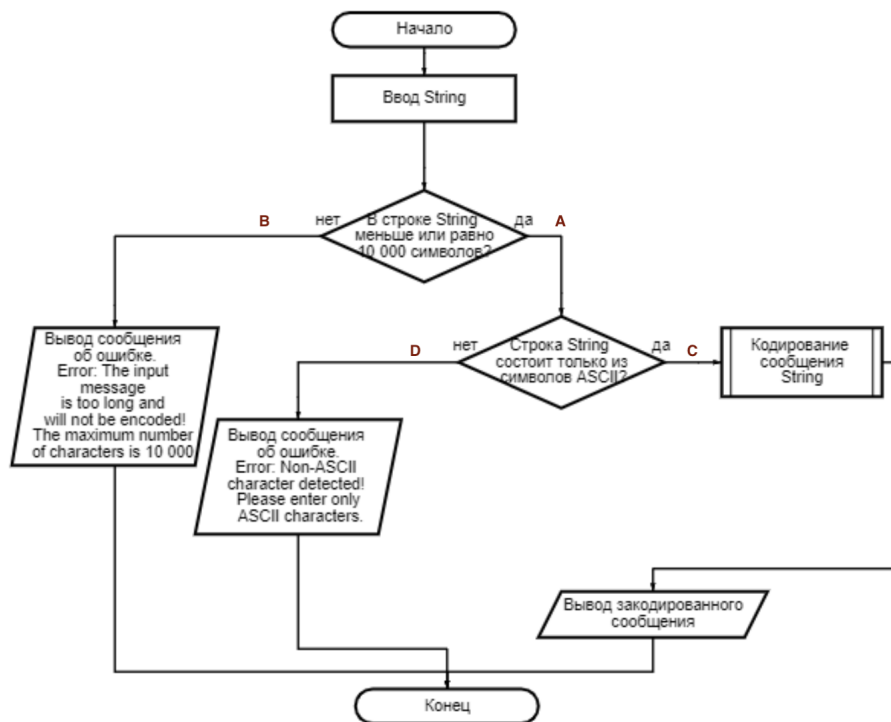 Начало
Ввод String
B
нет
В строке String
меньше или равно
10 000 символов?
да
A
Вывод сообщения
об ошибке.
Error: The input
message
is too long and
will not be encoded!
The maximum number
of characters is 10 000
D
нет
Строка String
состоит только из
символов ASCII?
да
C
Кодирование
сообщения
String
Вывод сообщения
об ошибке.
Error: Non-ASCII
character detected!
Please enter only
ASCII characters.
Вывод закодированного
сообщения
Конец